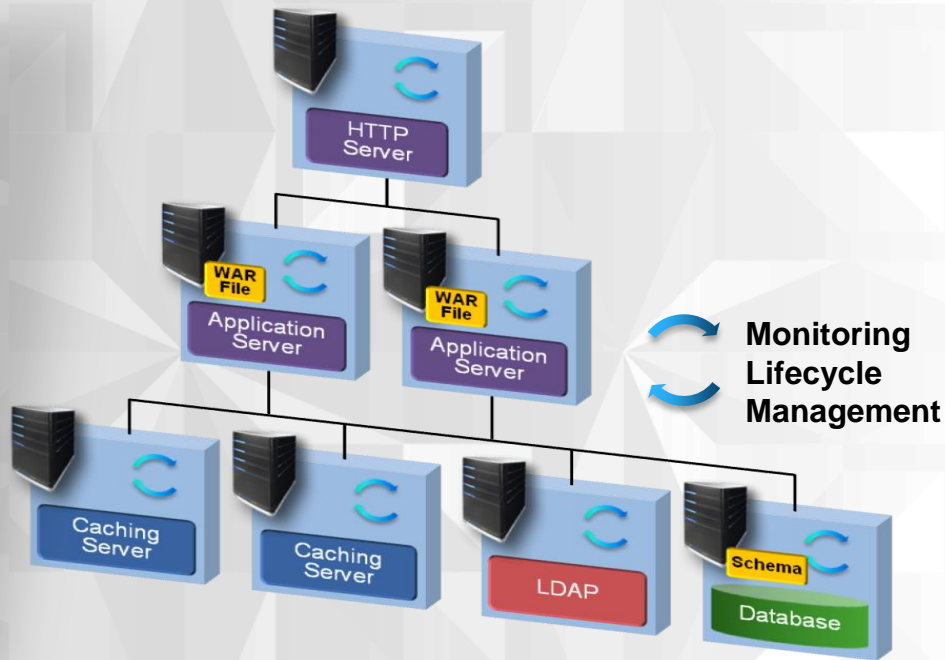 HTTP
Server
WAR
File
Application
Server
WAR
File
Application
Server
Monitoring
Lifecycle
Management
Caching
Server
Caching
Server
LDAP
Schema
Database